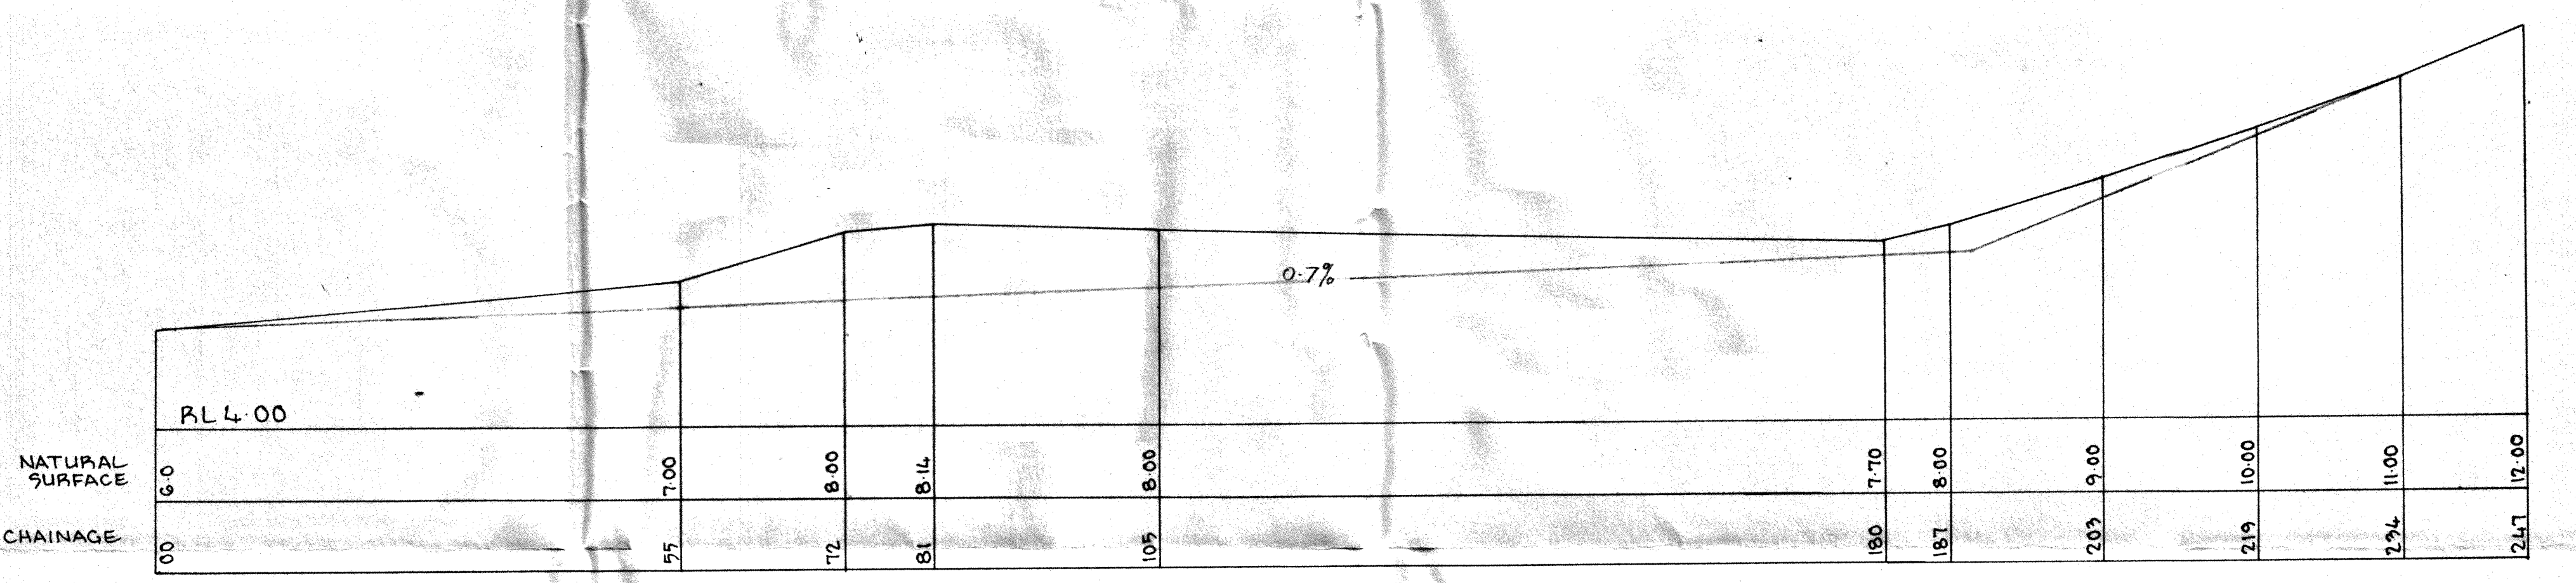 0.7%
RL 4.00
NATURAL
SURFACE
6.0 7.00 8.00 8.14 8.00 7.70 8.00 9.00 10.00 11.00 12.00
CHAINAGE
00 55 72 81 105 180 187 203 219 234 247